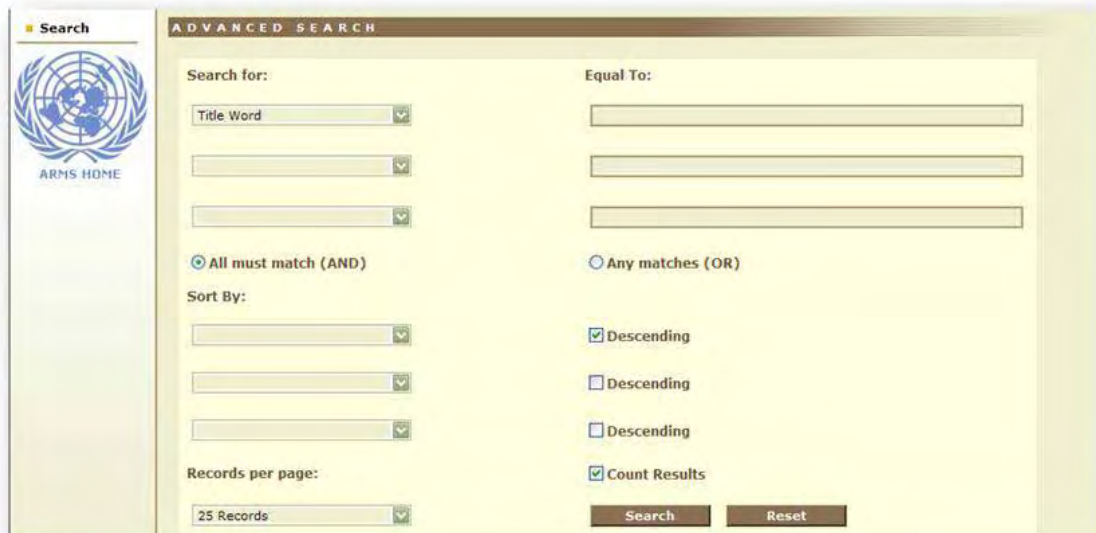 Search
ARMS HOME
ADVANCED SEARCH
Search for: Equal To:
Title Word
All must match (AND) Any matches (OR)
Sort By:
Descending
Descending
Descending
Records per page: Count Results
25 Records Search Reset